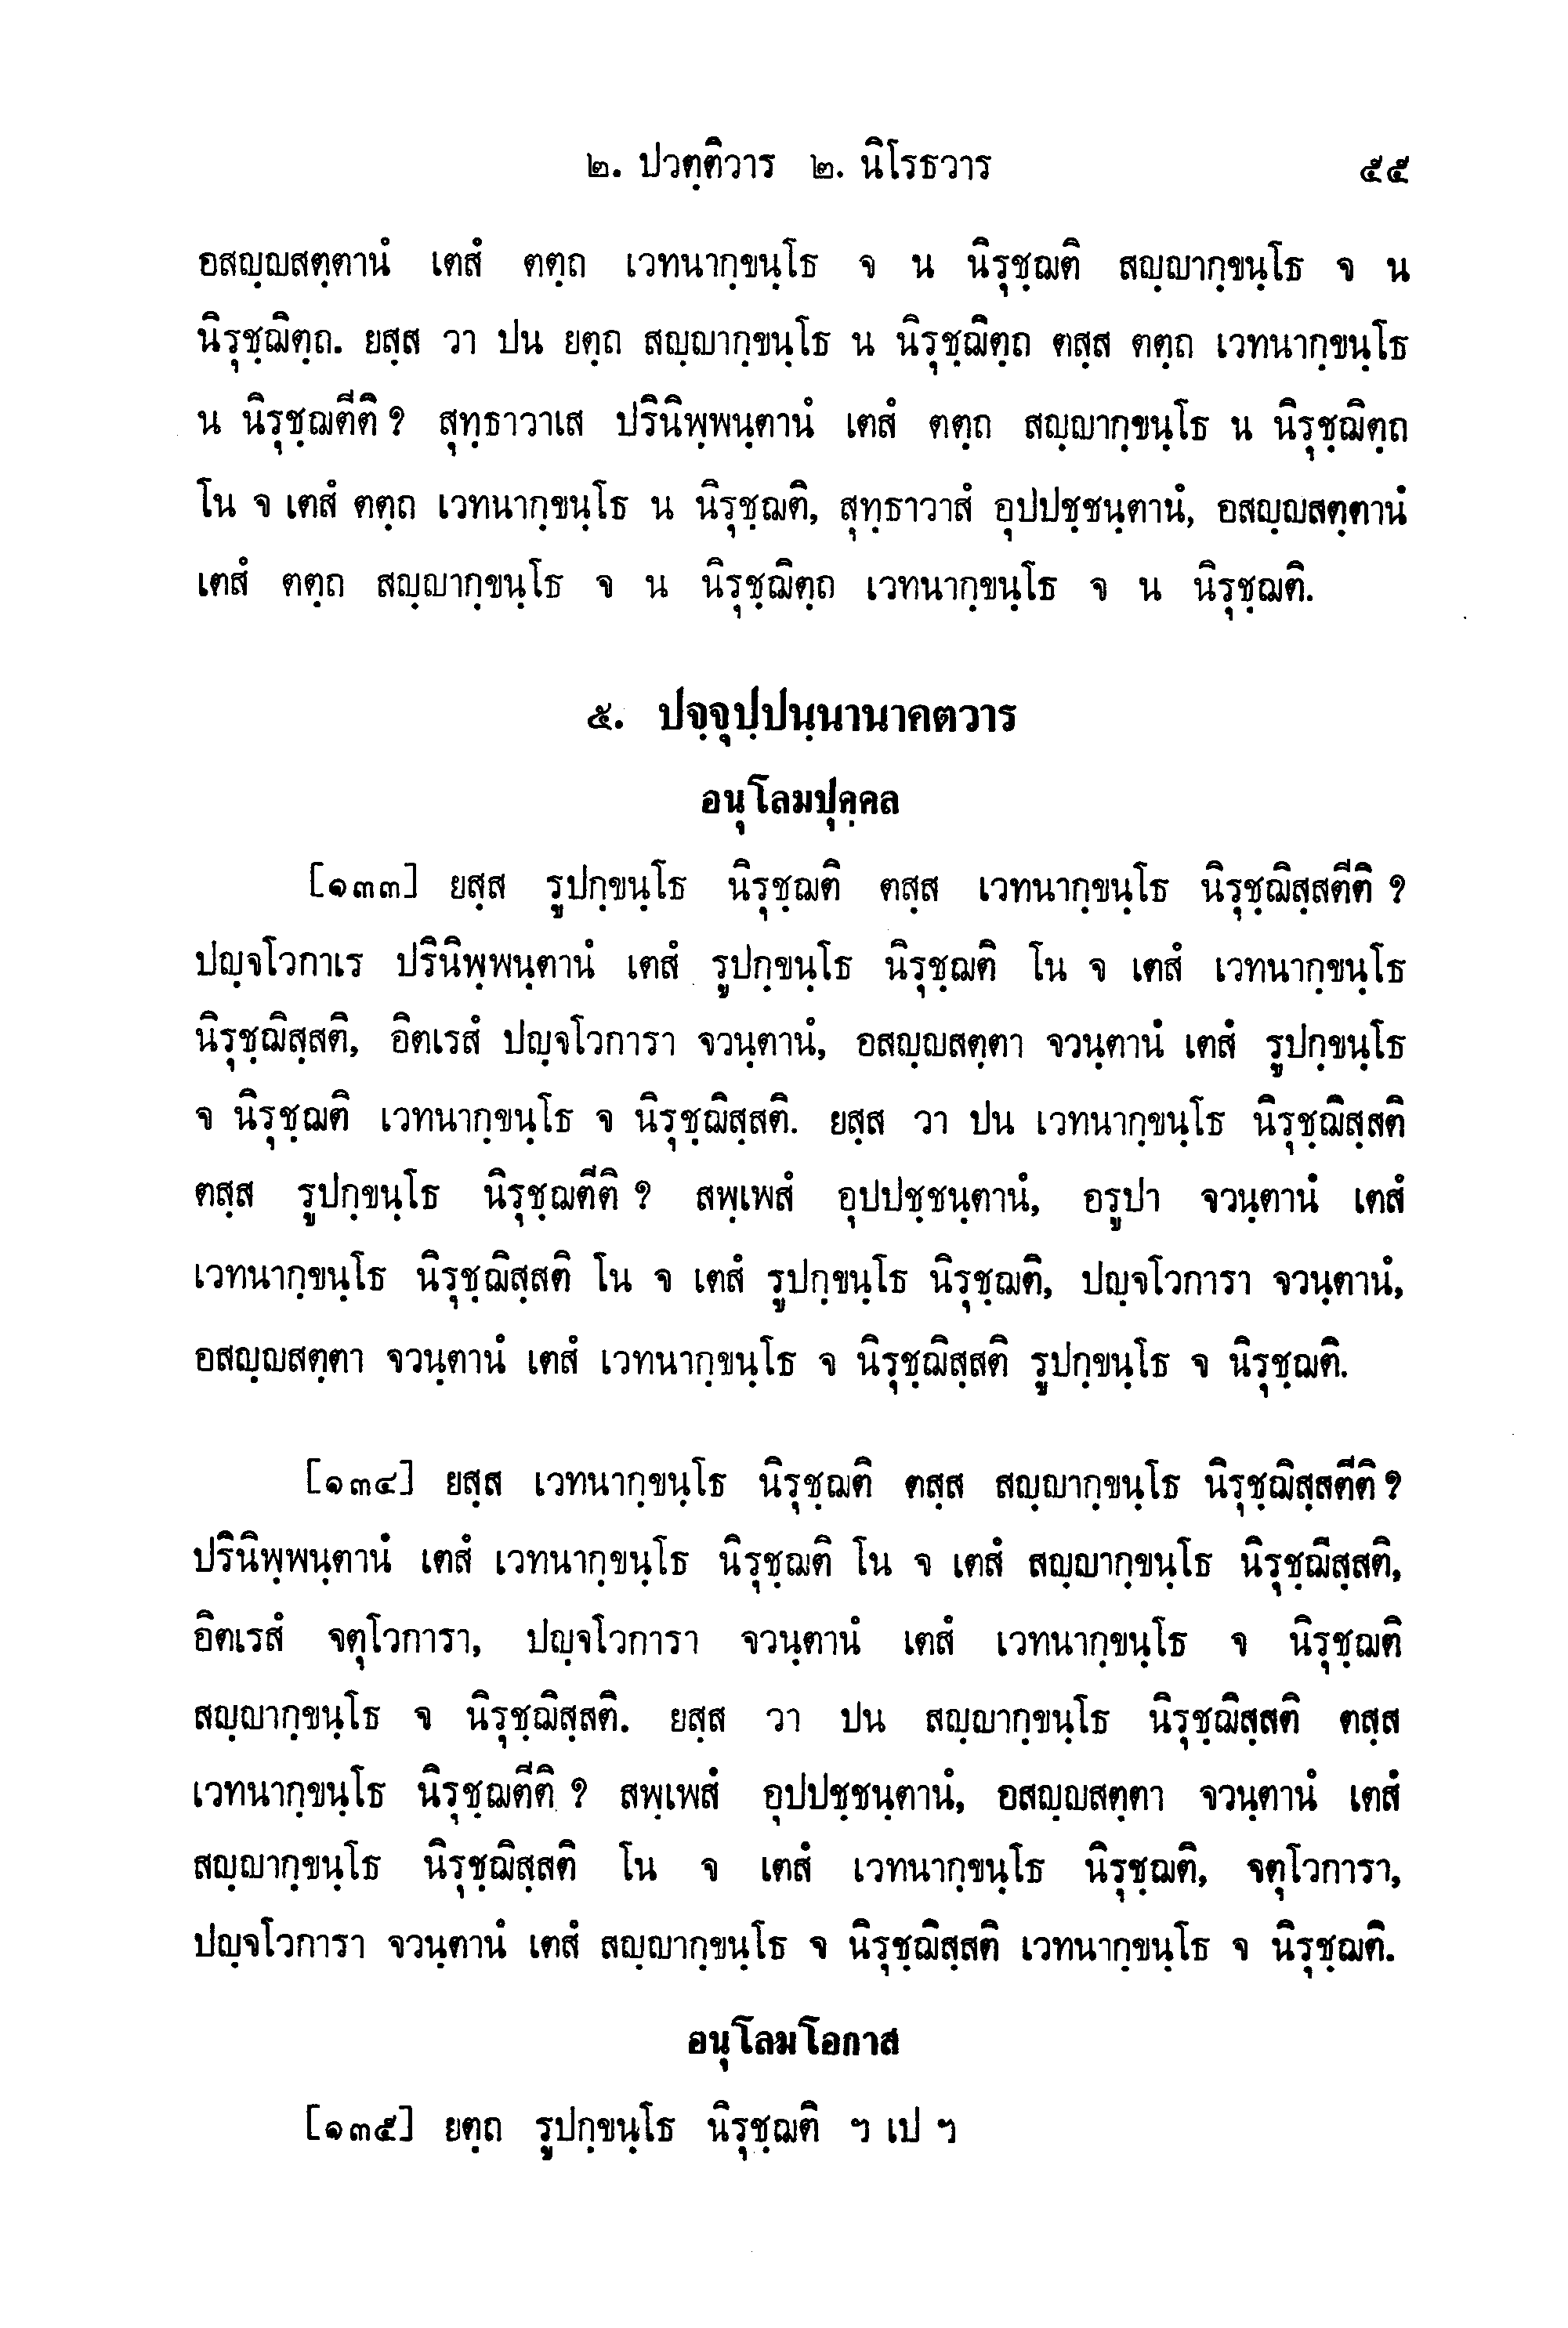 ๒. ปวตฺติวาร ๒. นิโรธวาร ๕๕
อสญฺญสตฺตานํ เตสํ ตตฺถ เวทนากฺขนฺโธ จ น นิรุชฺฌติ สญฺญากฺขนฺโธ จ น
นิรุชฺฌิตฺถ. ยสฺส วา ปน ยตฺถ สญฺญากฺขนฺโธ น นิรุชฺฌิตฺถ ตสฺส ตตฺถ เวทนากฺขนฺโธ
น นิรุชฺฌตีติ ? สุทฺธาวาเส ปรินิพฺพนฺตานํ เตสํ ตตฺถ สญฺญากฺขนฺโธ น นิรุชฺฌิตฺถ
โน จ เตสํ ตตฺถ เวทนากฺขนฺโธ น นิรุชฺฌติ, สุทฺธาวาสํ อุปปชฺชนฺตานํ, อสญฺญสตฺตานํ
เตสํ ตตฺถ สญฺญากฺขนฺโธ จ น นิรุชฺฌิตฺถ เวทนากฺขนฺโธ จ น นิรุชฺฌติ.
๕. ปจฺจุปฺปนฺนานาคตวาร
อนุโลมปุคฺคล
[๑๓๓] ยสฺส รูปกฺขนฺโธ นิรุชฺฌติ ตสฺส เวทนากฺขนฺโธ นิรุชฺฌิสฺสตีติ ?
ปญฺจโวกาเร ปรินิพฺพนฺตานํ เตสํ รูปกฺขนฺโธ นิรุชฺฌติ โน จ เตสํ เวทนากฺขนฺโธ
นิรุชฺฌิสฺสติ, อิตเรสํ ปญฺจโวการา จวนฺตานํ, อสญฺญสตฺตา จวนฺตานํ เตสํ รูปกฺขนฺโธ
จ นิรุชฺฌติ เวทนากฺขนฺโธ จ นิรุชฺฌิสฺสติ. ยสฺส วา ปน เวทนากฺขนฺโธ นิรุชฺฌิสฺสติ
ตสฺส รูปกฺขนฺโธ นิรุชฺฌตีติ ? สพฺเพสํ อุปปชฺชนฺตานํ, อรูปา จวนฺตานํ เตสํ
เวทนากฺขนฺโธ นิรุชฺฌิสฺสติ โน จ เตสํ รูปกฺขนฺโธ นิรุชฺฌติ, ปญฺจโวการา จวนฺตานํ,
อสญฺญสตฺตา จวนฺตานํ เตสํ เวทนากฺขนฺโธ จ นิรุชฺฌิสฺสติ รูปกฺขนฺโธ จ นิรุชฺฌติ.
[๑๓๔] ยสฺส เวทนากฺขนฺโธ นิรุชฺฌติ ตสฺส สญฺญากฺขนฺโธ นิรุชฺฌิสฺสตีติ ?
ปรินิพฺพนฺตานํ เตสํ เวทนากฺขนฺโธ นิรุชฺฌติ โน จ เตสํ สญฺญากฺขนฺโธ นิรุชฺฌีสฺสติ,
อิตเรสํ จตุโวการา, ปญฺจโวการา จวนฺตานํ เตสํ เวทนากฺขนฺโธ จ นิรุชฺฌติ
สญฺญากฺขนฺโธ จ นิรุชฺฌิสฺสติ. ยสฺส วา ปน สญฺญากฺขนฺโธ นิรุชฺฌิสฺสติ ตสฺส
เวทนากฺขนฺโธ นิรุชฺฌตีติ ? สพฺเพสํ อุปปชฺชนฺตานํ, อสญฺญสตฺตา จวนฺตานํ เตสํ
สญฺญากฺขนฺโธ นิรุชฺฌิสฺสติ โน จ เตสํ เวทนากฺขนฺโธ นิรุชฺฌติ, จตุโวการา,
ปญฺจโวการา จวนฺตานํ เตสํ สญฺญากฺขนฺโธ จ นิรุชฺฌิสฺสติ เวทนากฺขนฺโธ จ นิรุชฺฌติ.
อนุโลมโอกาส
[๑๓๕] ยตฺถ รูปกฺขนฺโธ นิรุชฺฌติ ฯ เป ฯ